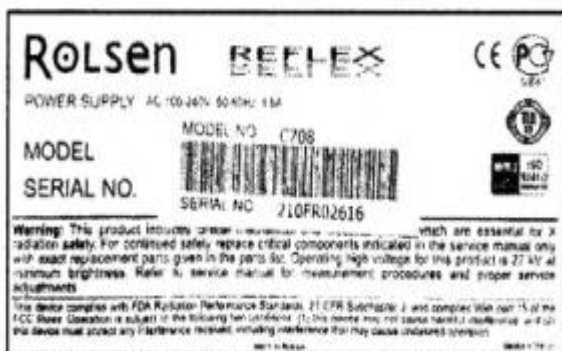 ROLSEN REFLEX
CE PCT
POWER SUPPLY AC 100-240V 50-60Hz
MODEL NO C708
MODEL
SERIAL NO.
SERIAL NO 210FR02616
ISO
Warning: This product includes which are essential for X
radiation safety. For continued safety replace critical components indicated in the service manual only
with exact replacement parts given in the parts list. Operating high voltage for this product is 27 kV at
minimum brightness. Refer to service manual for measurement procedures and proper service
adjustments
This device complies with FDA Radiation Performance Standards, 21 CFR Subchapter J and complies with part 15 of the
FCC Rules Operation is subject to the following two conditions (1) this device may not cause harmful interference and
this device must accept any interference received, including interference that may cause undesired operation